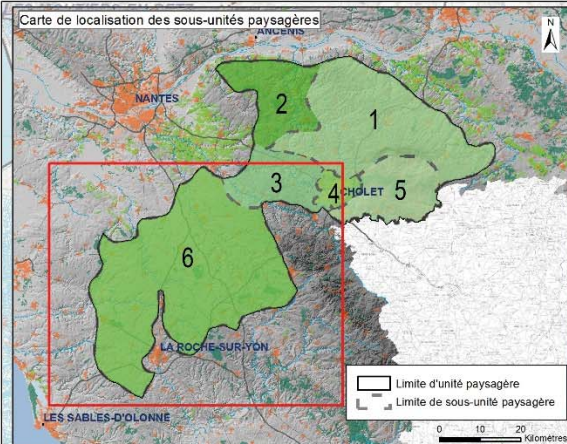 Carte de localisation des sous-unités paysagères
ANCENIS
N
NANTES
2
1
3
4
CHOLET
5
6
LA ROCHE-SUR-YON
LES SABLES-D'OLONNE
Limite d'unité paysagère
Limite de sous-unité paysagère
0 10 20
Kilomètres